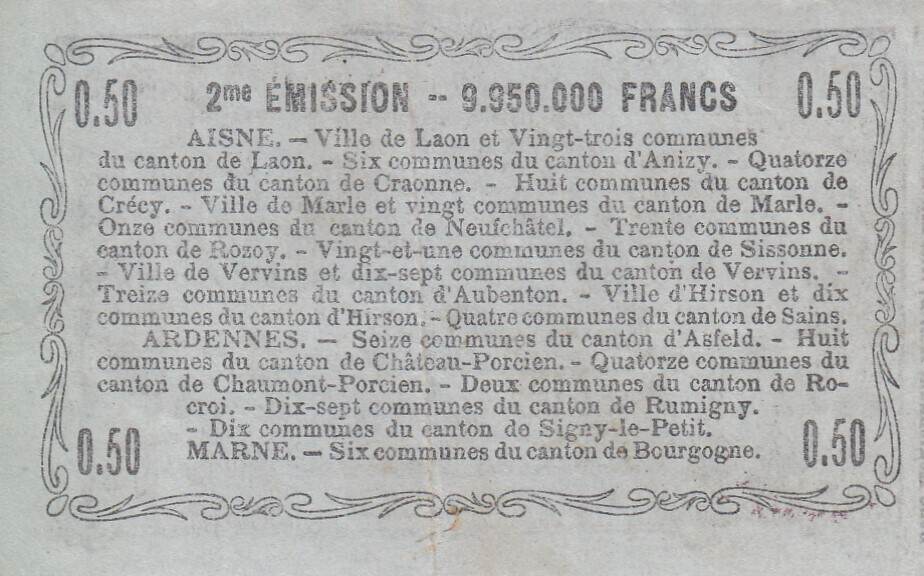 0.50 2me ÉMISSION -- 9.950.000 FRANCS 0.50
AISNE. — Ville de Laon et Vingt-trois communes
du canton de Laon. - Six communes du canton d'Anizy. - Quatorze
communes du canton de Craonne. - Huit communes du canton de
Crécy. - Ville de Marle et vingt communes du canton de Marle. -
Onze communes du canton de Neufchâtel. - Trente communes du
canton de Rozoy. - Vingt-et-une communes du canton de Sissonne.
- Ville de Vervins et dix-sept communes du canton de Vervins. -
Treize communes du canton d'Aubenton. - Ville d'Hirson et dix
communes du canton d'Hirson. - Quatre communes du canton de Sains.
ARDENNES. — Seize communes du canton d'Asfeld. - Huit
communes du canton de Château-Porcien. - Quatorze communes du
canton de Chaumont-Porcien. - Deux communes du canton de Ro-
croi. - Dix-sept communes du canton de Rumigny.
- Dix communes du canton de Signy-le-Petit.
0.50 MARNE. — Six communes du canton de Bourgogne. 0.50